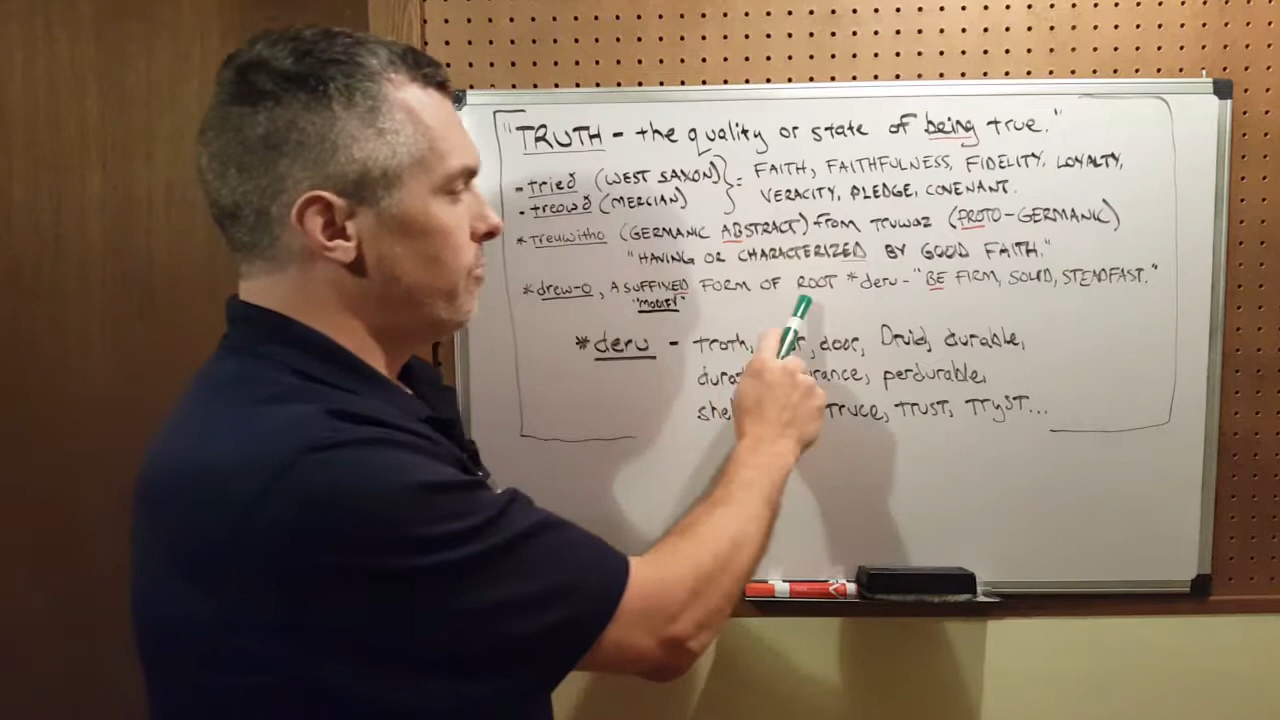 "TRUTH - the quality or state of being true."
- trieð (WEST SAXON) } = FAITH, FAITHFULNESS, FIDELITY, LOYALTY,
- treowð (MERCIAN) VERACITY, PLEDGE, COVENANT.
* Treuwitho (GERMANIC ABSTRACT) from truwaz (PROTO-GERMANIC)
"HAVING OR CHARACTERIZED BY GOOD FAITH."
* drew-o, A SUFFIXED FORM OF ROOT *deru - "BE FIRM, SOLID, STEADFAST."
"MODIFY"
*deru - troth, door, Druid, durable,
perdurable,
truce, trust, tryst...